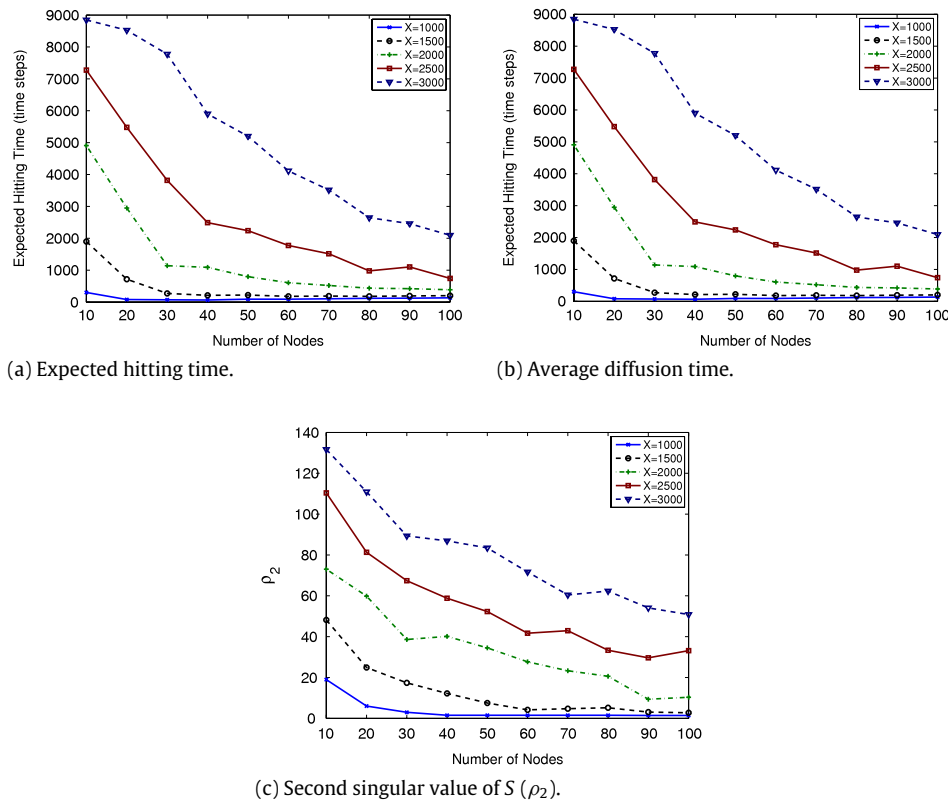 9000
8000
7000
6000
5000
4000
3000
2000
1000
0
Expected Hitting Time (time steps)
X=1000
X=1500
X=2000
X=2500
X=3000
10 20 30 40 50 60 70 80 90 100
Number of Nodes
(a) Expected hitting time.
9000
8000
7000
6000
5000
4000
3000
2000
1000
0
Expected Hitting Time (time steps)
X=1000
X=1500
X=2000
X=2500
X=3000
10 20 30 40 50 60 70 80 90 100
Number of Nodes
(b) Average diffusion time.
140
120
100
80
60
40
20
0
ρ2
X=1000
X=1500
X=2000
X=2500
X=3000
10 20 30 40 50 60 70 80 90 100
Number of Nodes
(c) Second singular value of S (ρ2).